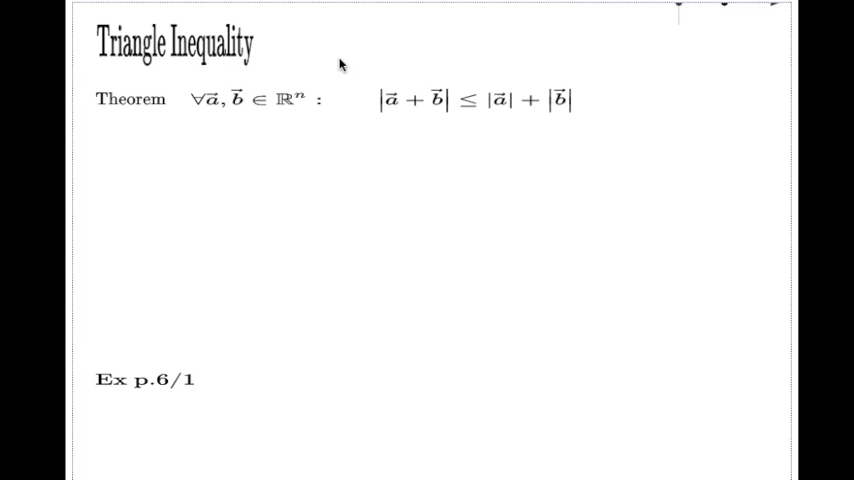 Triangle Inequality
Theorem ∀a⃗, b⃗ ∈ ℝⁿ : |a⃗ + b⃗| ≤ |a⃗| + |b⃗|
Ex p.6/1